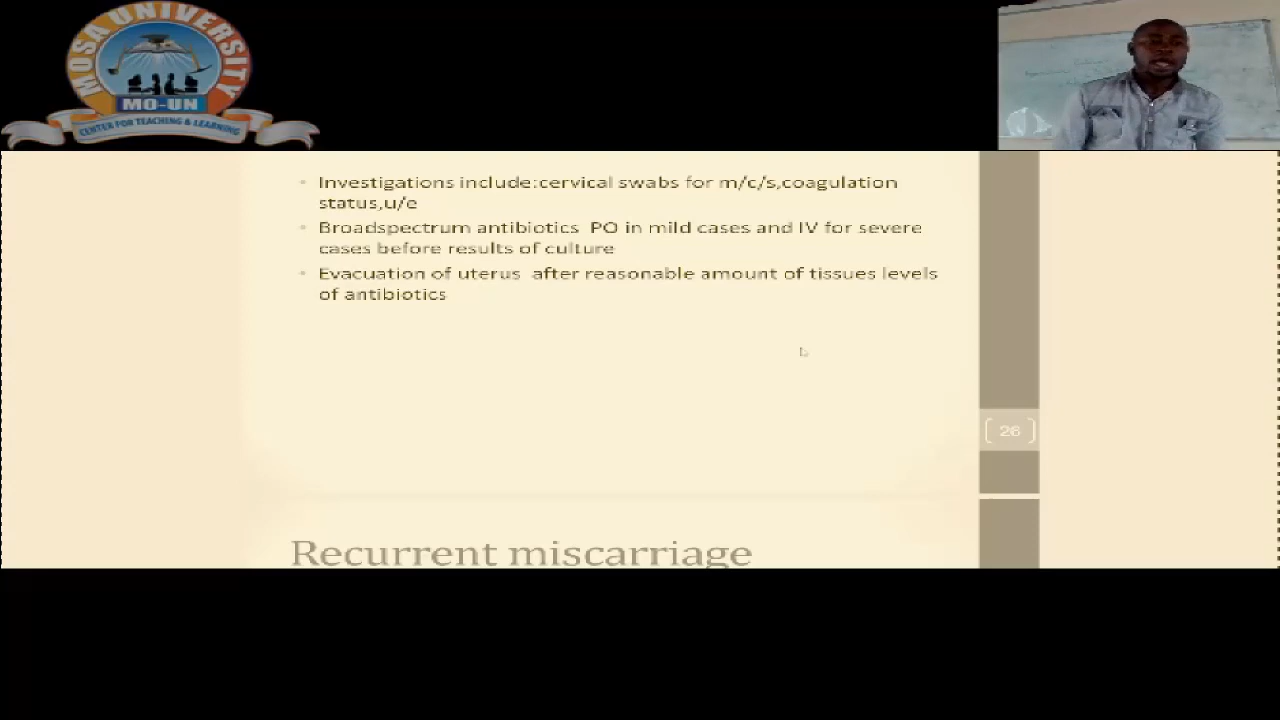 MOSA UNIVERSITY
MO-UN
CENTER FOR TEACHING & LEARNING
Investigations include:cervical swabs for m/c/s,coagulation
status,u/e
Broadspectrum antibiotics PO in mild cases and IV for severe
cases before results of culture
Evacuation of uterus after reasonable amount of tissues levels
of antibiotics
26
Recurrent miscarriage